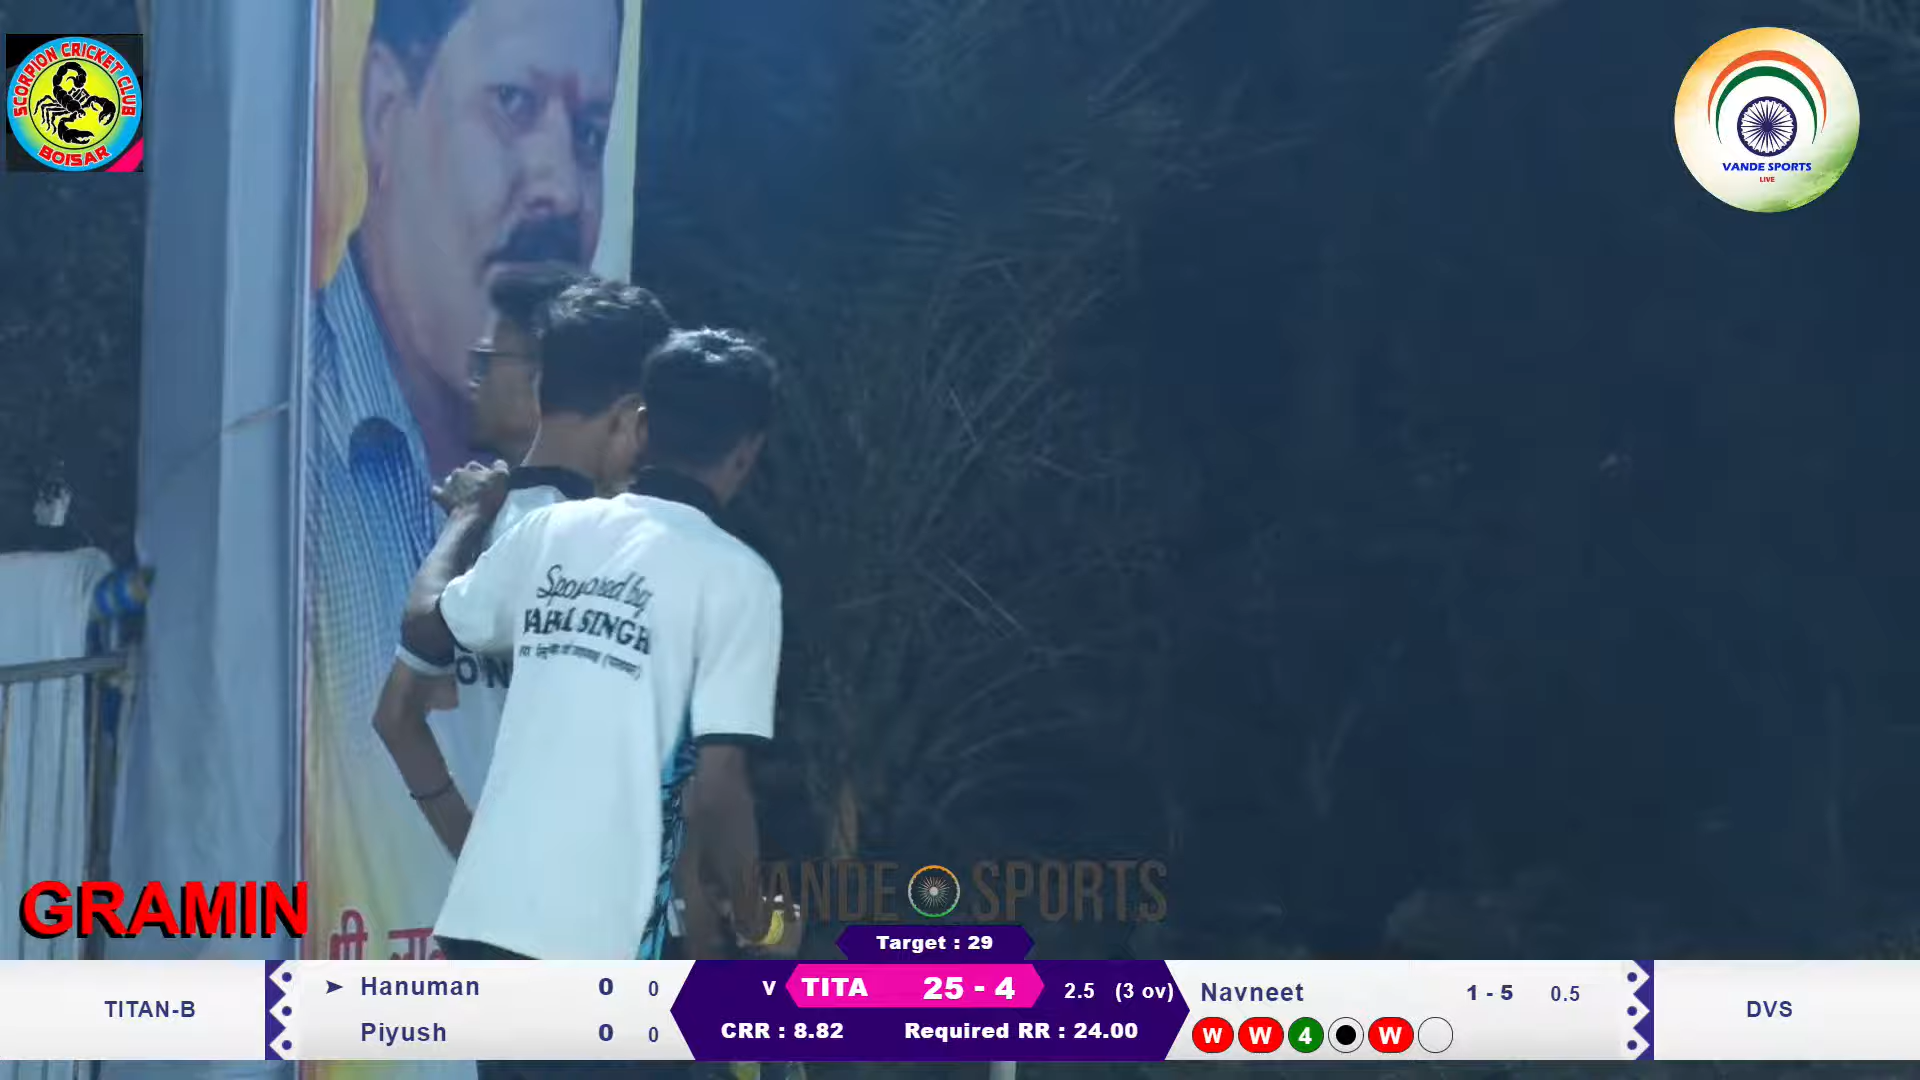 SCORPION CRICKET CLUB
BOISAR
VANDE SPORTS
LIVE
Sponsored by
SINGH
ON
GRAMIN
VANDE SPORTS
Target : 29
TITAN-B
Hanuman 0 0
Piyush 0 0
V TITA 25 - 4 2.5 (3 ov)
CRR : 8.82 Required RR : 24.00
Navneet 1 - 5 0.5
W W 4 W
DVS